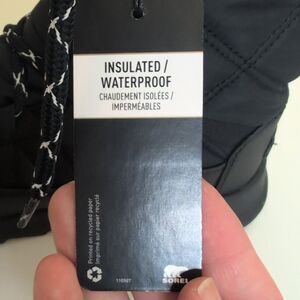 INSULATED /
WATERPROOF
CHAUDEMENT ISOLÉES /
IMPERMÉABLES
Printed on recycled paper
Imprimé sur papier recyclé
SOREL